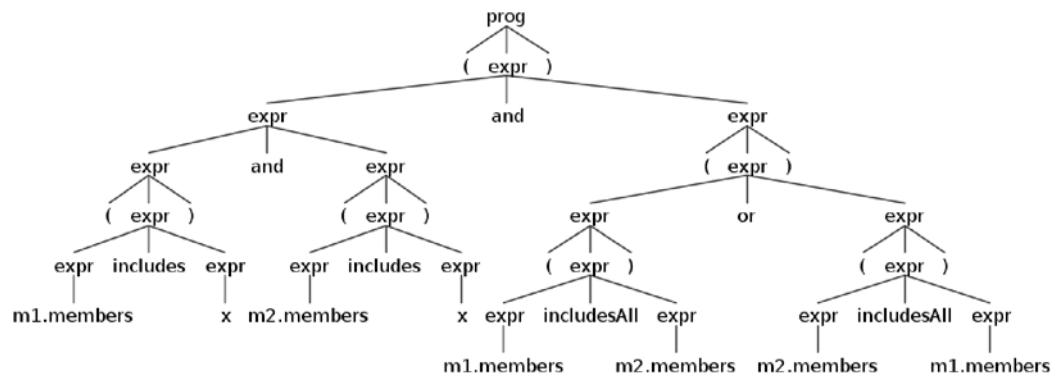 prog
( expr )
expr and expr
expr and expr ( expr )
( expr ) ( expr ) expr or expr
expr includes expr expr includes expr ( expr ) ( expr )
m1.members x m2.members x expr includesAll expr expr includesAll expr
m1.members m2.members m2.members m1.members